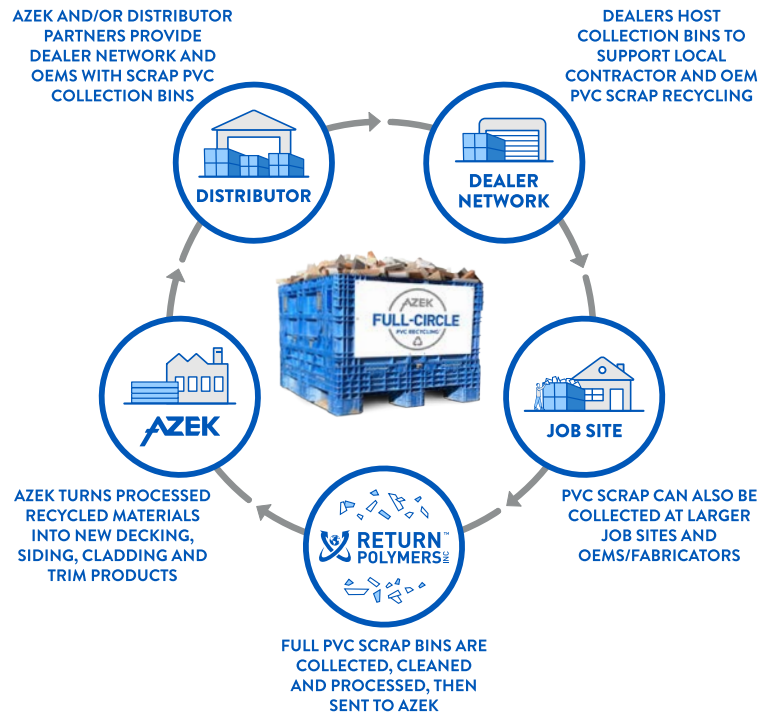 AZEK AND/OR DISTRIBUTOR
PARTNERS PROVIDE
DEALER NETWORK AND
OEMS WITH SCRAP PVC
COLLECTION BINS
DEALERS HOST
COLLECTION BINS TO
SUPPORT LOCAL
CONTRACTOR AND OEM
PVC SCRAP RECYCLING
DISTRIBUTOR
DEALER
NETWORK
AZEK
FULL-CIRCLE
PVC RECYCLING
AZEK
JOB SITE
AZEK TURNS PROCESSED
RECYCLED MATERIALS
INTO NEW DECKING,
SIDING, CLADDING AND
TRIM PRODUCTS
RETURN™
POLYMERS INC
PVC SCRAP CAN ALSO BE
COLLECTED AT LARGER
JOB SITES AND
OEMS/FABRICATORS
FULL PVC SCRAP BINS ARE
COLLECTED, CLEANED
AND PROCESSED, THEN
SENT TO AZEK